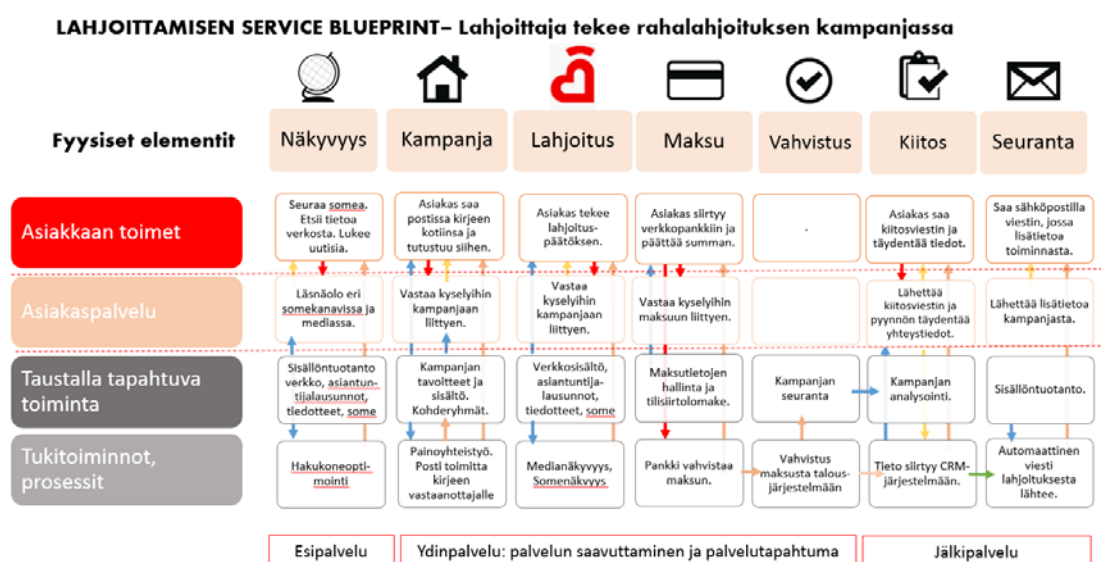 LAHJOITTAMISEN SERVICE BLUEPRINT– Lahjoittaja tekee rahalahjoituksen kampanjassa
Fyysiset elementit
Näkyvyys
Kampanja
Lahjoitus
Maksu
Vahvistus
Kiitos
Seuranta
Asiakkaan toimet
Seuraa somea.
Etsii tietoa
verkosta. Lukee
uutisia.
Asiakas saa
postissa kirjeen
kotiinsa ja
tutustuu siihen.
Asiakas tekee
lahjoitus-
päätöksen.
Asiakas siirtyy
verkkopankkiin ja
päättää summan.
.
Asiakas saa
kiitosviestin ja
täydentää tiedot.
Saa sähköpostilla
viestin, jossa
lisätietoa
toiminnasta.
Asiakaspalvelu
Läsnäolo eri
somekanavissa ja
mediassa.
Vastaa kyselyihin
kampanjaan
liittyen.
Vastaa
kyselyihin
kampanjaan
liittyen.
Vastaa kyselyihin
maksuun liittyen.
Lähettää
kiitosviestin ja
pyynnön täydentää
yhteystiedot.
Lähettää lisätietoa
kampanjasta.
Taustalla tapahtuva
toiminta
Sisällöntuotanto
verkko, asiantun-
tijalausunnot,
tiedotteet, some
Kampanjan
tavoitteet ja
sisältö.
Kohderyhmät.
Verkkosisältö,
asiantuntija-
lausunnot,
tiedotteet, some
Maksutietojen
hallinta ja
tilisiirtolomake.
Kampanjan
seuranta
Kampanjan
analysointi.
Sisällöntuotanto.
Tukitoiminnot,
prosessit
Hakukoneopti-
mointi
Painoyhteistyö.
Posti toimitta
kirjeen
vastaanottajalle
Medianäkyvyys,
Somenäkvyys
Pankki vahvistaa
maksun.
Vahvistus
maksusta talous-
järjestelmään
Tieto siirtyy CRM-
järjestelmään.
Automaattinen
viesti
lahjoituksesta
lähtee.
Esipalvelu
Ydinpalvelu: palvelun saavuttaminen ja palvelutapahtuma
Jälkipalvelu